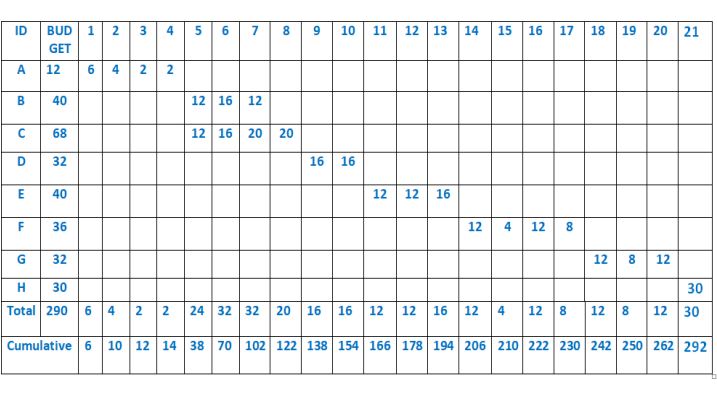 ID BUD GET 1 2 3 4 5 6 7 8 9 10 11 12 13 14 15 16 17 18 19 20 21
A 12 6 4 2 2
B 40 12 16 12
C 68 12 16 20 20
D 32 16 16
E 40 12 12 16
F 36 12 4 12 8
G 32 12 8 12
H 30 30
Total 290 6 4 2 2 24 32 32 20 16 16 12 12 16 12 4 12 8 12 8 12 30
Cumulative 6 10 12 14 38 70 102 122 138 154 166 178 194 206 210 222 230 242 250 262 292